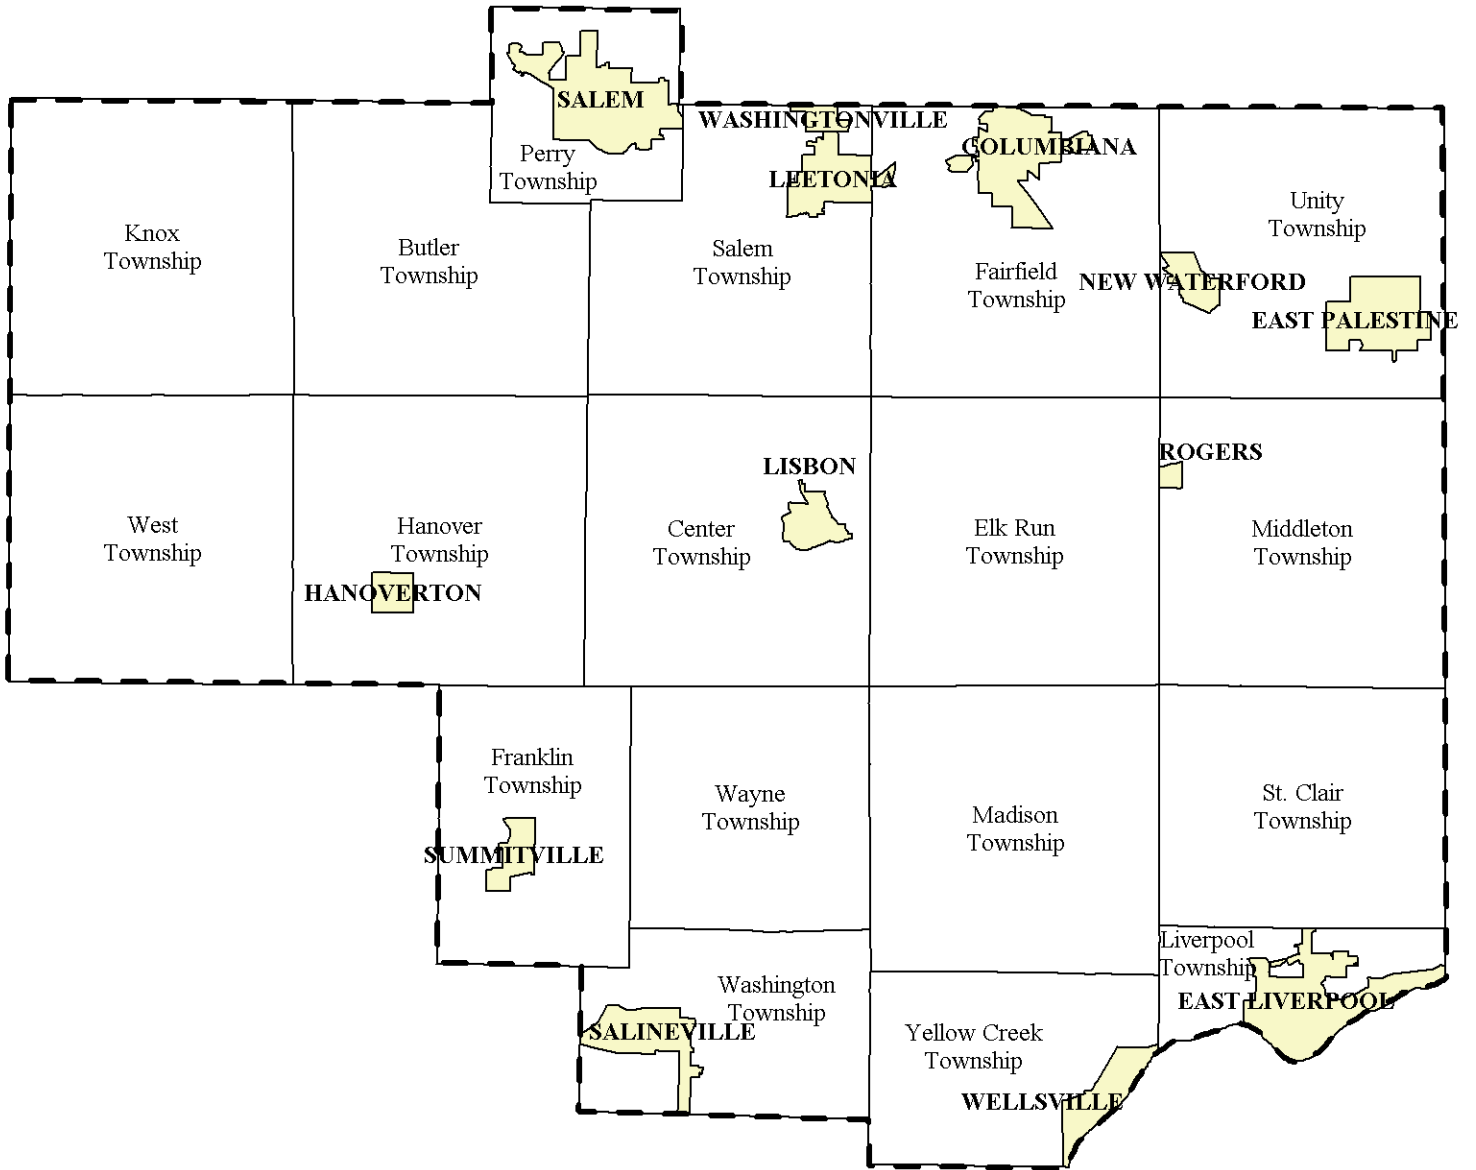 SALEM
WASHINGTONVILLE
COLUMBIANA
Perry
Township
LEETONIA
Unity
Township
Knox
Township
Butler
Township
Salem
Township
Fairfield
Township
NEW WATERFORD
EAST PALESTINE
LISBON
ROGERS
West
Township
Hanover
Township
Center
Township
Elk Run
Township
Middleton
Township
HANOVERTON
Franklin
Township
Wayne
Township
Madison
Township
St. Clair
Township
SUMMITVILLE
Liverpool
Township
Washington
Township
EAST LIVERPOOL
SALINEVILLE
Yellow Creek
Township
WELLSVILLE